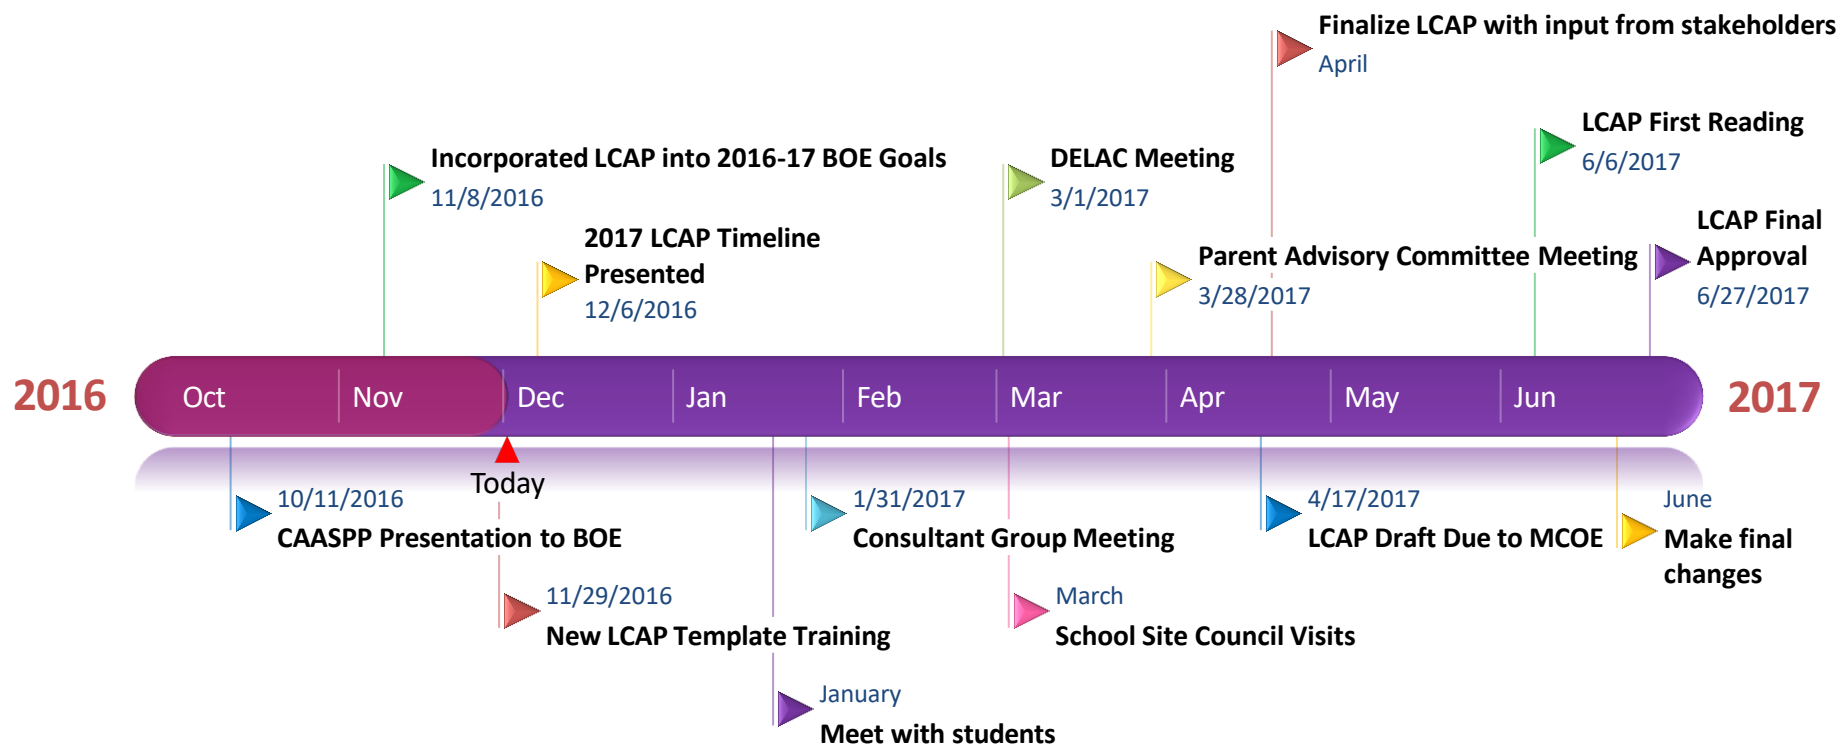 Finalize LCAP with input from stakeholders
April
LCAP First Reading
6/6/2017
Incorporated LCAP into 2016-17 BOE Goals
11/8/2016
DELAC Meeting
3/1/2017
2017 LCAP Timeline
Presented
12/6/2016
Parent Advisory Committee Meeting
3/28/2017
LCAP Final
Approval
6/27/2017
2016
Oct
Nov
Dec
Jan
Feb
Mar
Apr
May
Jun
2017
Today
10/11/2016
CAASPP Presentation to BOE
1/31/2017
Consultant Group Meeting
4/17/2017
LCAP Draft Due to MCOE
June
Make final
changes
11/29/2016
New LCAP Template Training
March
School Site Council Visits
January
Meet with students